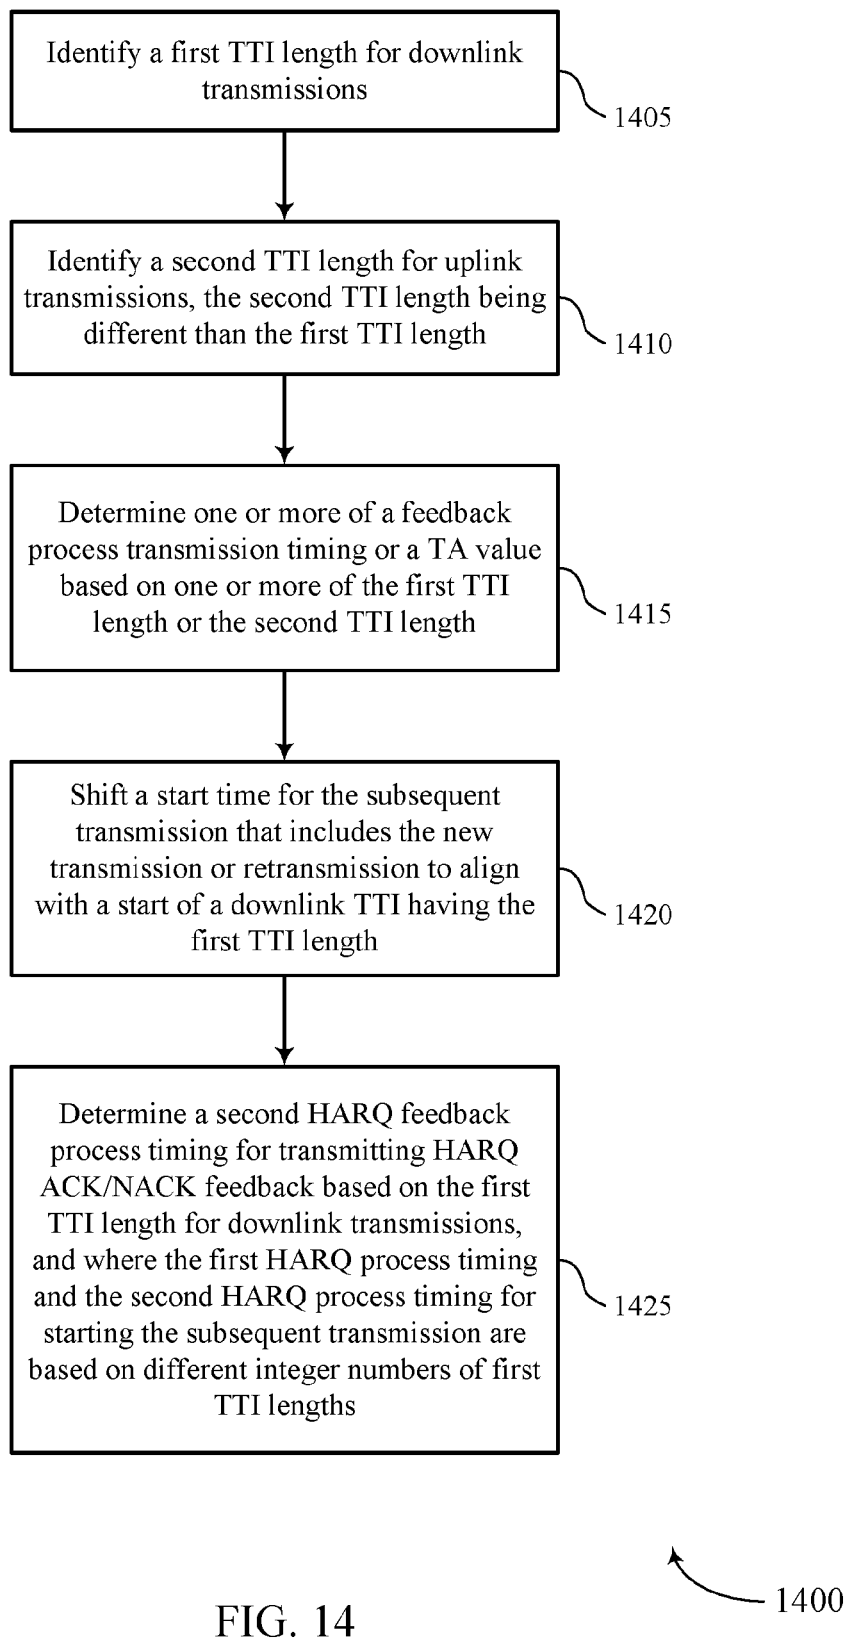 Identify a first TTI length for downlink
transmissions
1405
Identify a second TTI length for uplink
transmissions, the second TTI length being
different than the first TTI length
1410
Determine one or more of a feedback
process transmission timing or a TA value
based on one or more of the first TTI
length or the second TTI length
1415
Shift a start time for the subsequent
transmission that includes the new
transmission or retransmission to align
with a start of a downlink TTI having the
first TTI length
1420
Determine a second HARQ feedback
process timing for transmitting HARQ
ACK/NACK feedback based on the first
TTI length for downlink transmissions,
and where the first HARQ process timing
and the second HARQ process timing for
starting the subsequent transmission are
based on different integer numbers of first
TTI lengths
1425
1400
FIG. 14